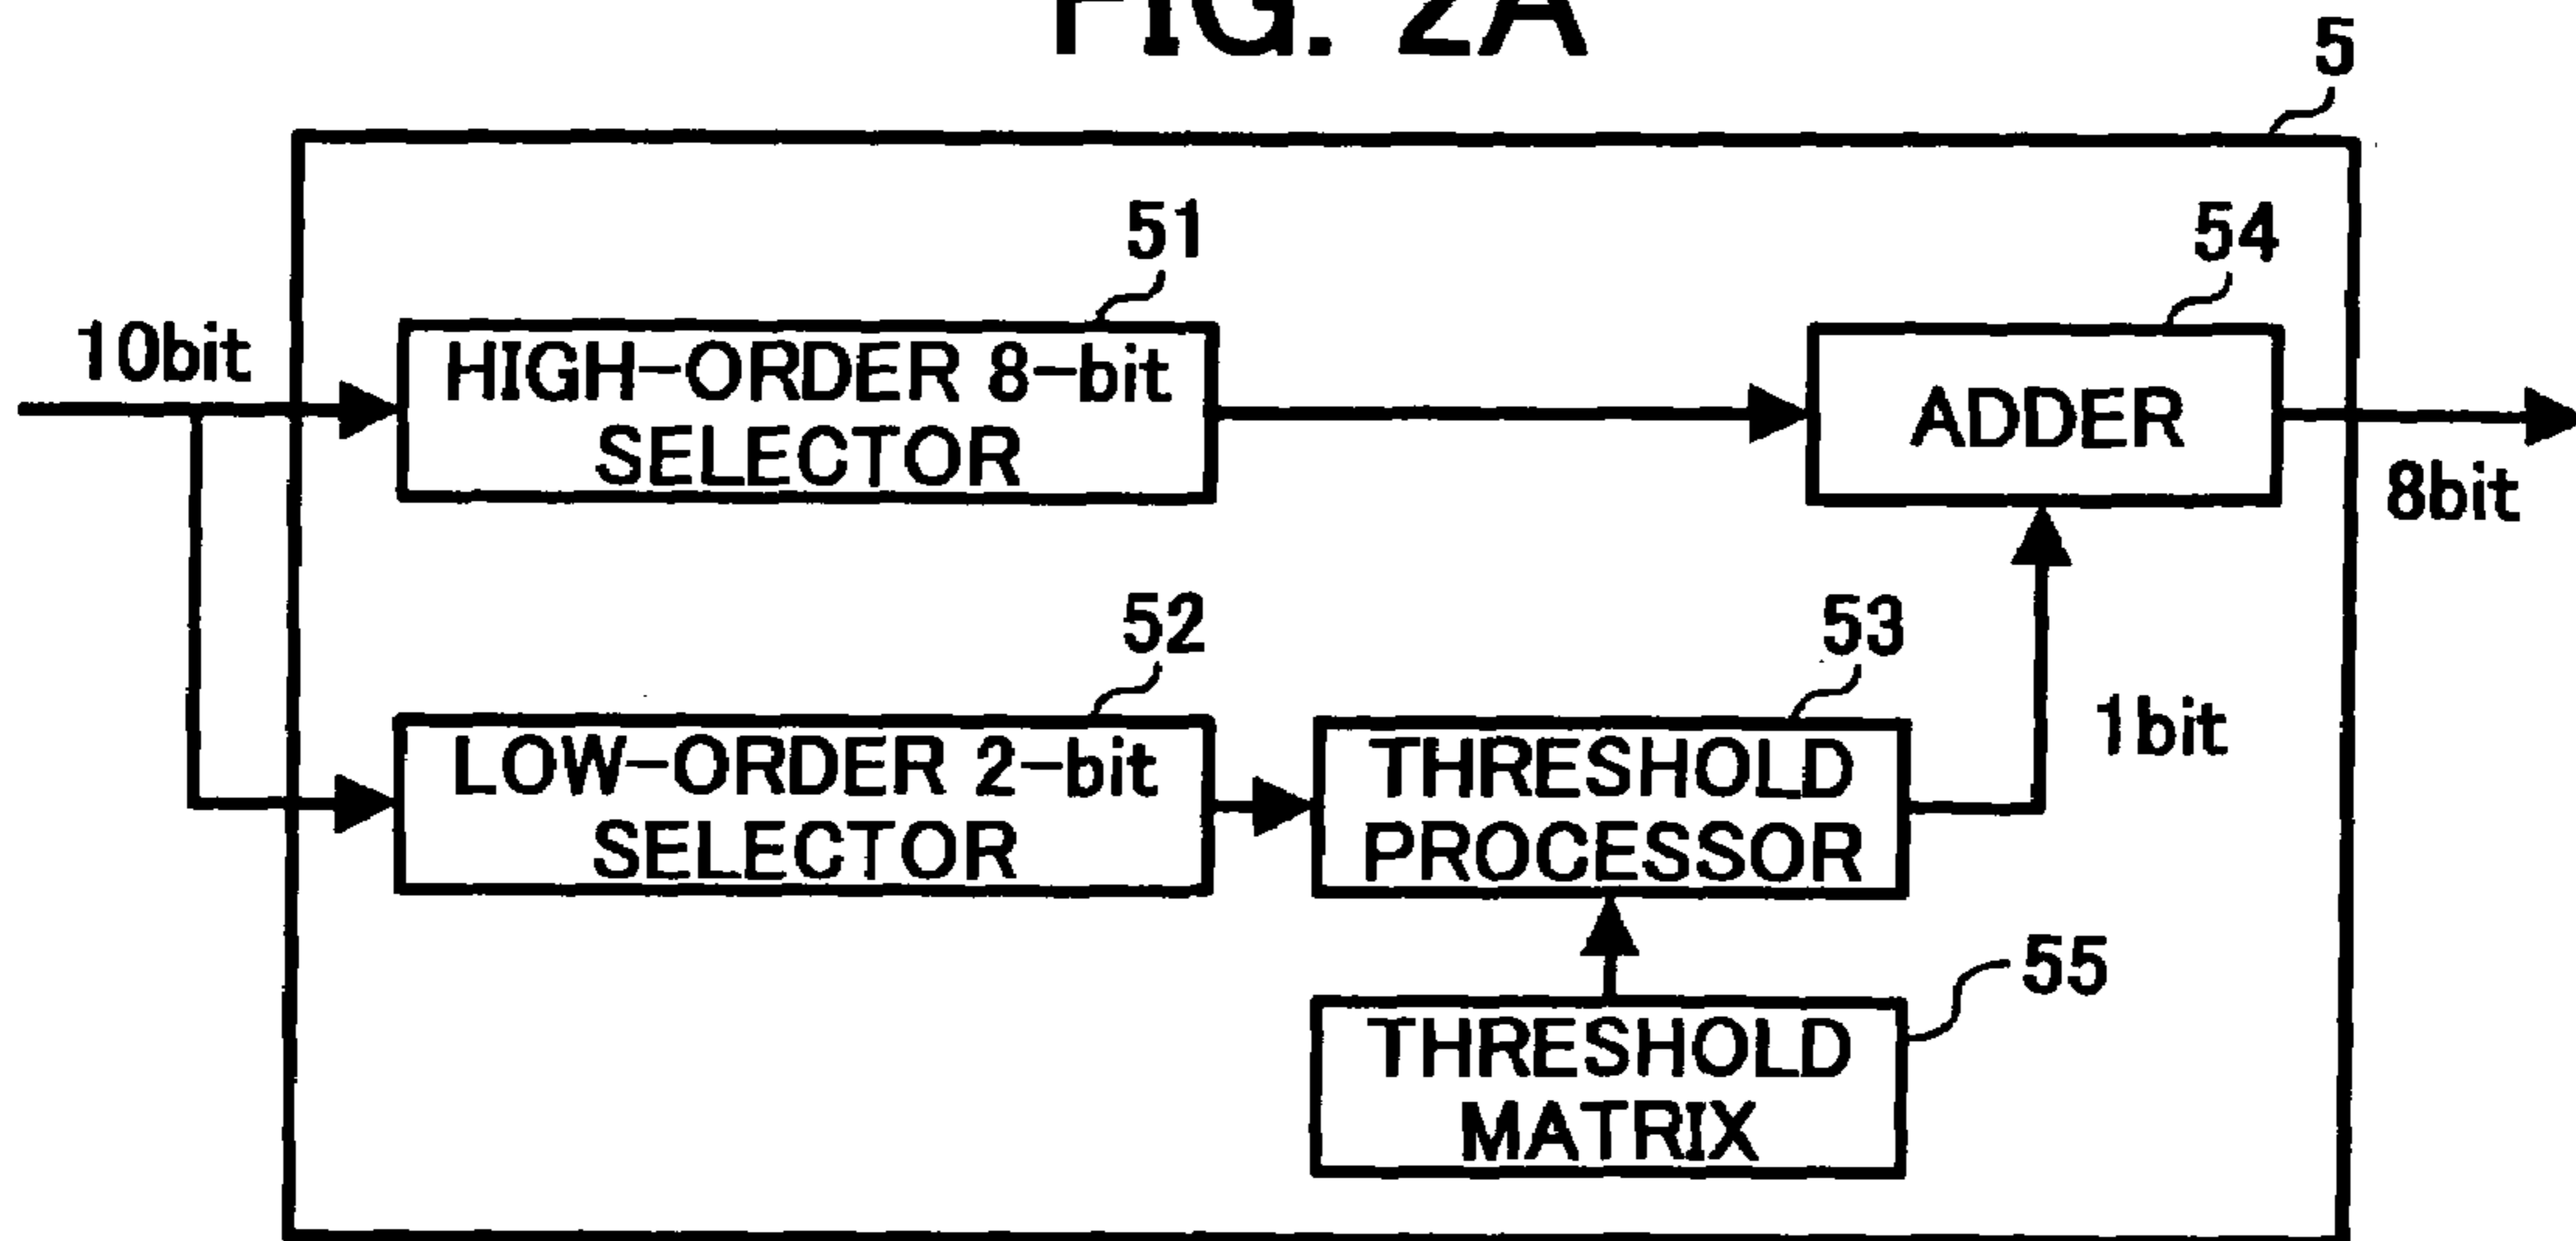 FIG. 2A
5
51
54
10bit
HIGH-ORDER 8-bit
SELECTOR
ADDER
8bit
52
53
LOW-ORDER 2-bit
SELECTOR
THRESHOLD
PROCESSOR
1bit
55
THRESHOLD
MATRIX